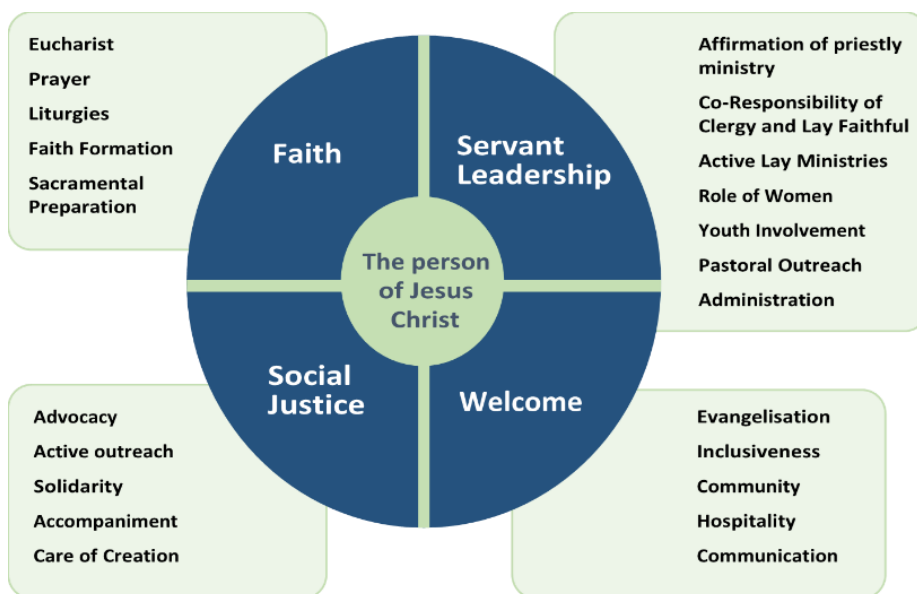 Eucharist
Prayer
Liturgies
Faith Formation
Sacramental
Preparation
Faith
Servant
Leadership
Affirmation of priestly
ministry
Co-Responsibility of
Clergy and Lay Faithful
Active Lay Ministries
Role of Women
Youth Involvement
Pastoral Outreach
Administration
The person
of Jesus
Christ
Social
Justice
Welcome
Advocacy
Active outreach
Solidarity
Accompaniment
Care of Creation
Evangelisation
Inclusiveness
Community
Hospitality
Communication